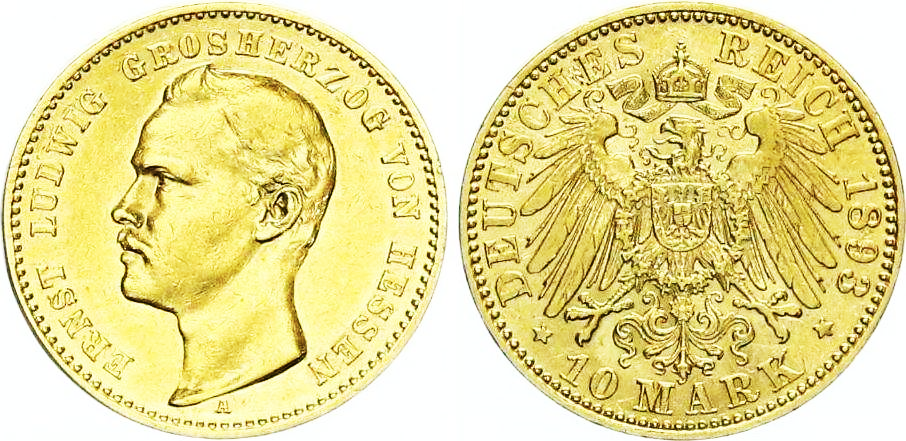 ERNST LUDWIG GROSHERZOG VON HESSEN
A
DEUTSCHES REICH 1893
★ 10 MARK ★